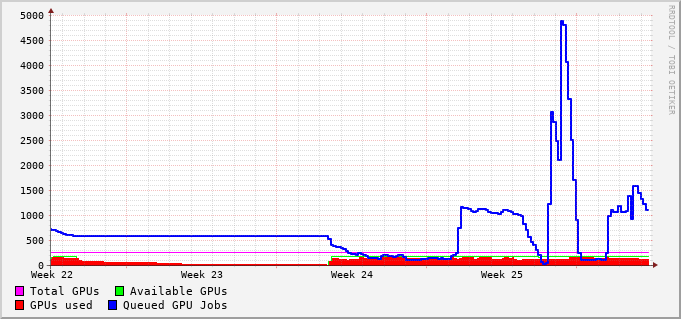 5000
4500
4000
3500
3000
2500
2000
1500
1000
500
0
Week 22 Week 23 Week 24 Week 25
Total GPUs Available GPUs
GPUs used Queued GPU Jobs
RRDTOOL / TOBI OETIKER